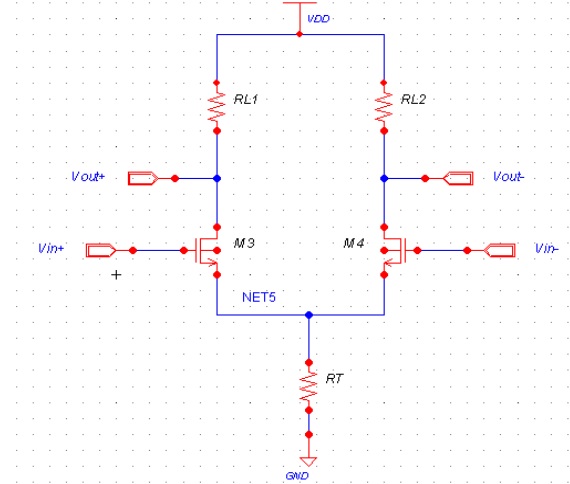 VDD
RL1
RL2
Vout+
Vout-
Vin+
M3
M4
Vin-
NET5
RT
GND